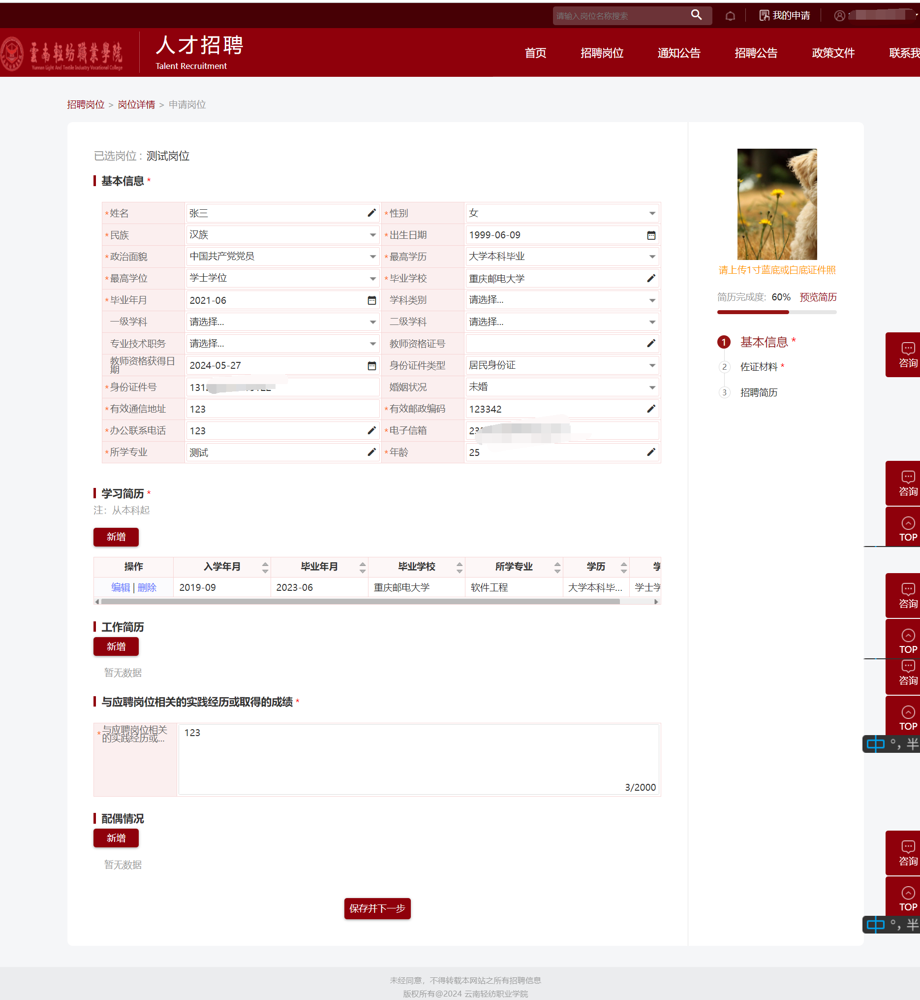 请输入岗位名称搜索
我的申请
雲南輕纺職業學院
Yunnan Light And Textile Industry Vocational College
人才招聘
Talent Recruitment
首页 招聘岗位 通知公告 招聘公告 政策文件 联系我
招聘岗位 > 岗位详情 > 申请岗位
已选岗位：测试岗位
基本信息 *
*姓名 张三 *性别 女
*民族 汉族 *出生日期 1999-06-09
*政治面貌 中国共产党党员 *最高学历 大学本科毕业
*最高学位 学士学位 *毕业学校 重庆邮电大学
*毕业年月 2021-06 学科类别 请选择...
一级学科 请选择... 二级学科 请选择...
专业技术职务 请选择... 教师资格证号
教师资格获得日期 2024-05-27 身份证件类型 居民身份证
*身份证件号 131 婚姻状况 未婚
*有效通信地址 123 *有效邮政编码 123342
*办公联系电话 123 *电子信箱 23
*所学专业 测试 *年龄 25
学习简历 *
注：从本科起
新增
操作 入学年月 毕业年月 毕业学校 所学专业 学历 学
编辑 | 删除 2019-09 2023-06 重庆邮电大学 软件工程 大学本科毕... 学士学
工作简历
新增
暂无数据
与应聘岗位相关的实践经历或取得的成绩 *
*与应聘岗位相关
的实践经历或...
123
3/2000
配偶情况
新增
暂无数据
保存并下一步
请上传1寸蓝底或白底证件照
简历完成度: 60% 预览简历
1 基本信息 *
2 佐证材料 *
3 招聘简历
咨询
咨询
TOP
咨询
TOP
咨询
TOP
中 °, 半
咨询
TOP
中 °, 半
未经同意，不得转载本网站之所有招聘信息
版权所有@2024 云南轻纺职业学院